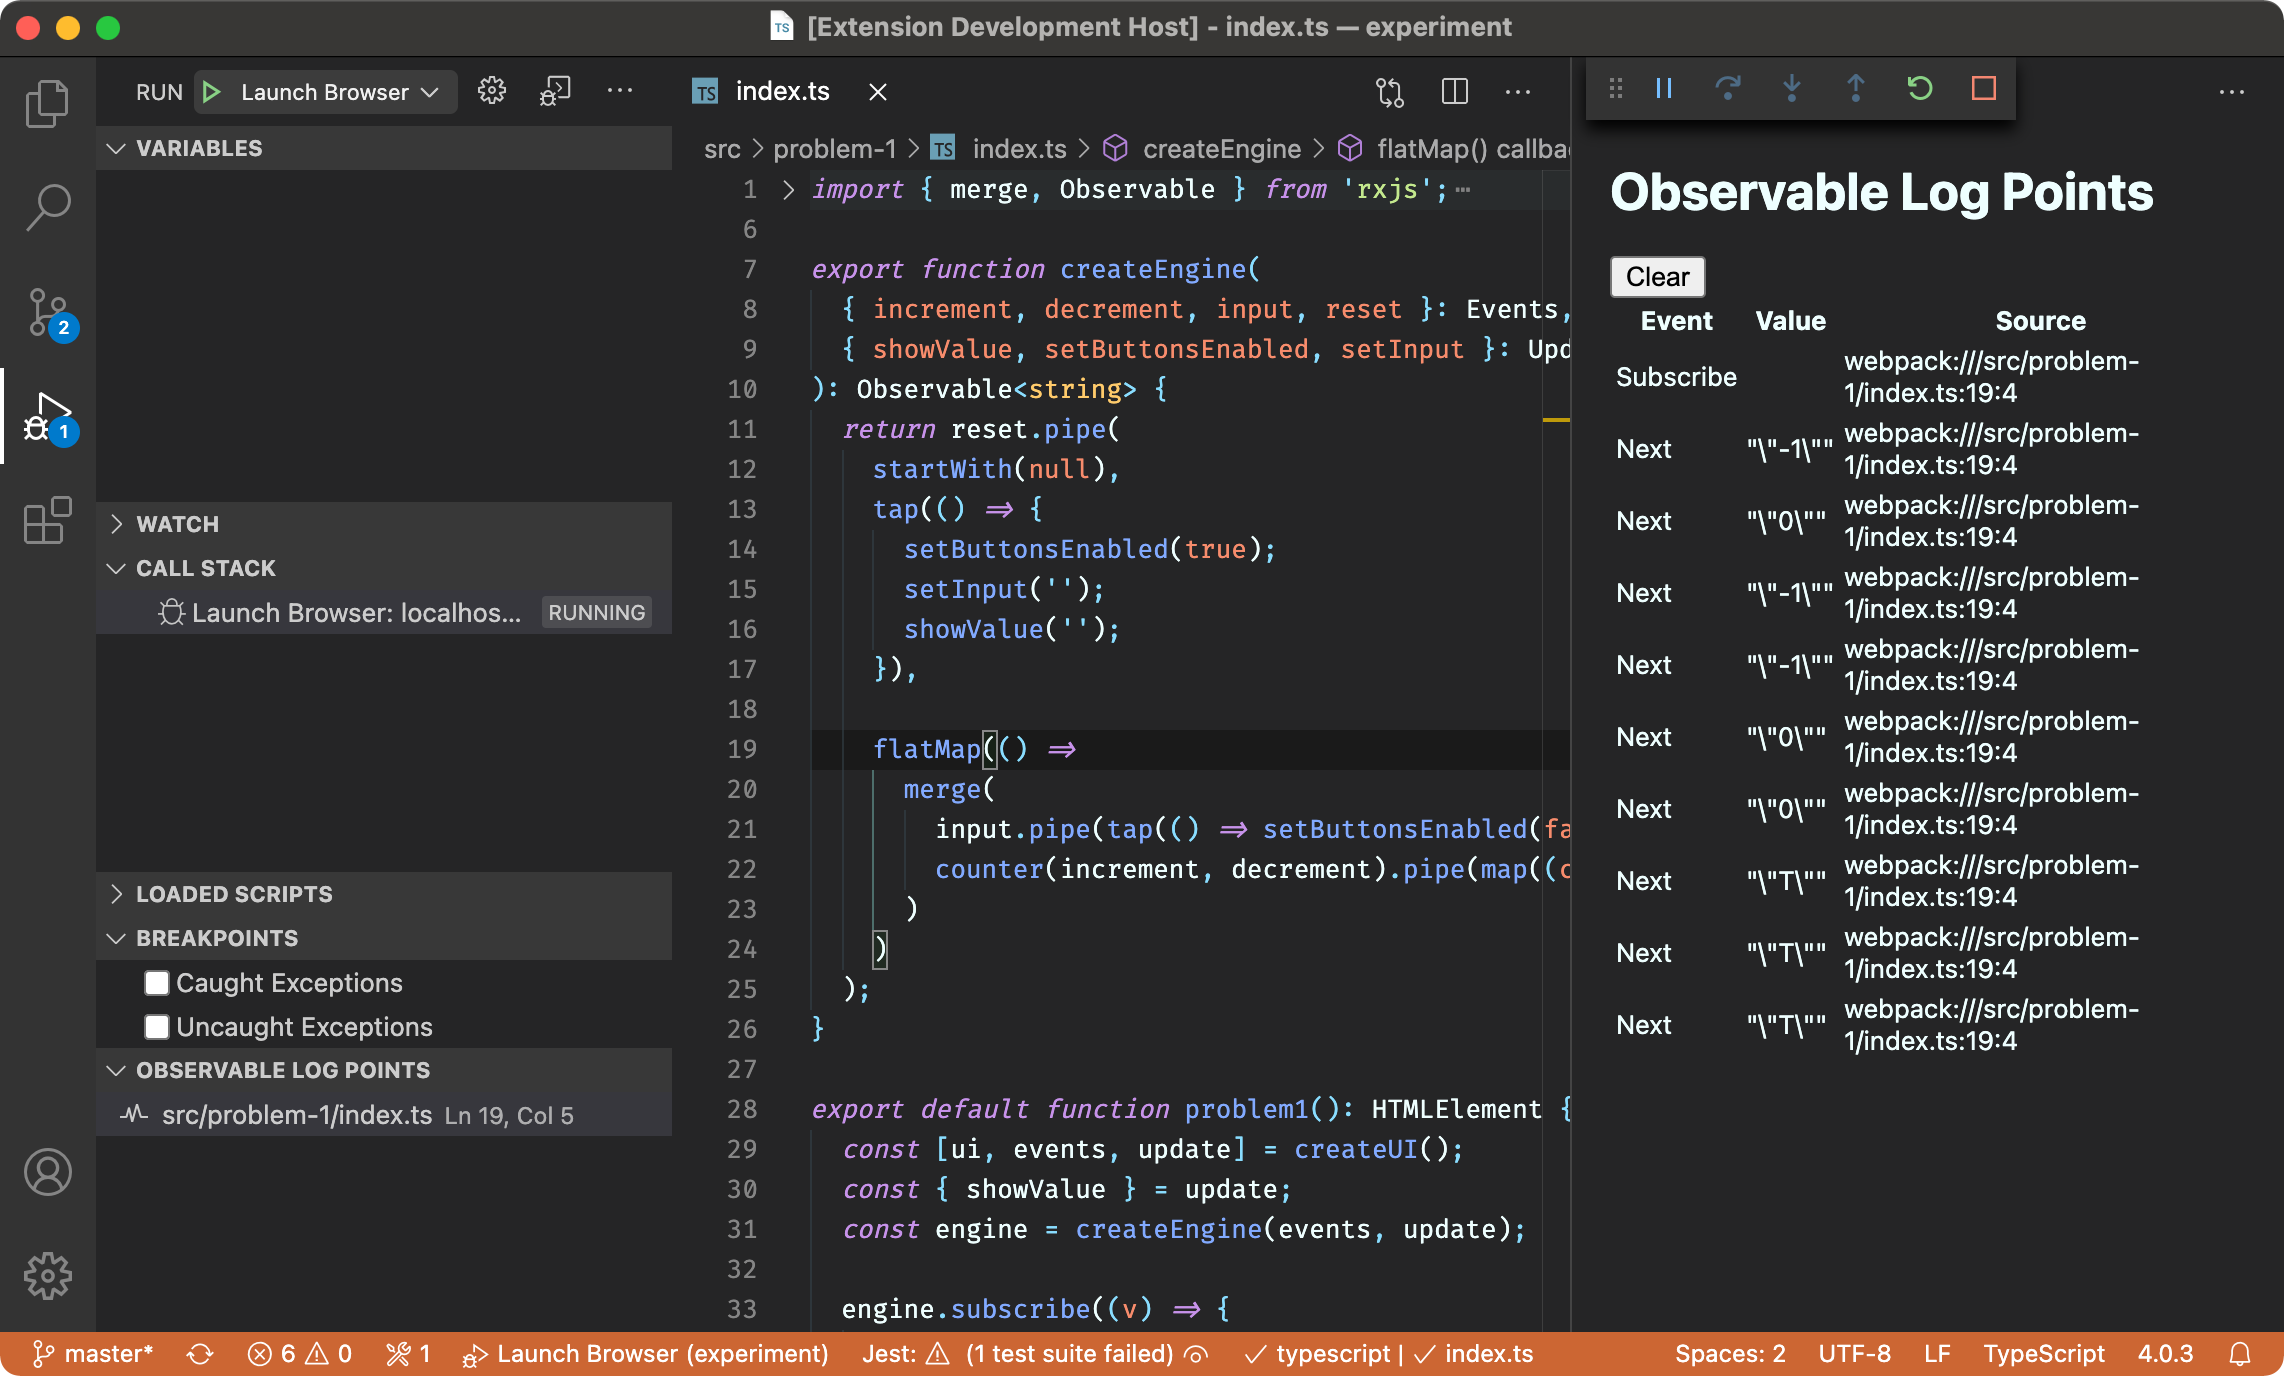 [Extension Development Host] - index.ts — experiment
RUN
Launch Browser
VARIABLES
WATCH
CALL STACK
Launch Browser: localhos...
RUNNING
LOADED SCRIPTS
BREAKPOINTS
Caught Exceptions
Uncaught Exceptions
OBSERVABLE LOG POINTS
src/problem-1/index.ts Ln 19, Col 5
2
1
TS index.ts
src > problem-1 > TS index.ts > createEngine > flatMap() callba
1 import { merge, Observable } from 'rxjs';
6
7 export function createEngine(
8 { increment, decrement, input, reset }: Events,
9 { showValue, setButtonsEnabled, setInput }: Upd
10 ): Observable<string> {
11 return reset.pipe(
12 startWith(null),
13 tap(() => {
14 setButtonsEnabled(true);
15 setInput('');
16 showValue('');
17 }),
18
19 flatMap(() =>
20 merge(
21 input.pipe(tap(() => setButtonsEnabled(fa
22 counter(increment, decrement).pipe(map((c
23 )
24 )
25 );
26 }
27
28 export default function problem1(): HTMLElement {
29 const [ui, events, update] = createUI();
30 const { showValue } = update;
31 const engine = createEngine(events, update);
32
33 engine.subscribe((v) => {
Observable Log Points
Clear
Event Value Source
Subscribe webpack:///src/problem-
1/index.ts:19:4
Next "\"-1\"" webpack:///src/problem-
1/index.ts:19:4
Next "\"0\"" webpack:///src/problem-
1/index.ts:19:4
Next "\"-1\"" webpack:///src/problem-
1/index.ts:19:4
Next "\"-1\"" webpack:///src/problem-
1/index.ts:19:4
Next "\"0\"" webpack:///src/problem-
1/index.ts:19:4
Next "\"0\"" webpack:///src/problem-
1/index.ts:19:4
Next "\"T\"" webpack:///src/problem-
1/index.ts:19:4
Next "\"T\"" webpack:///src/problem-
1/index.ts:19:4
Next "\"T\"" webpack:///src/problem-
1/index.ts:19:4
master* 6 0 1 Launch Browser (experiment) Jest: (1 test suite failed) typescript | index.ts Spaces: 2 UTF-8 LF TypeScript 4.0.3